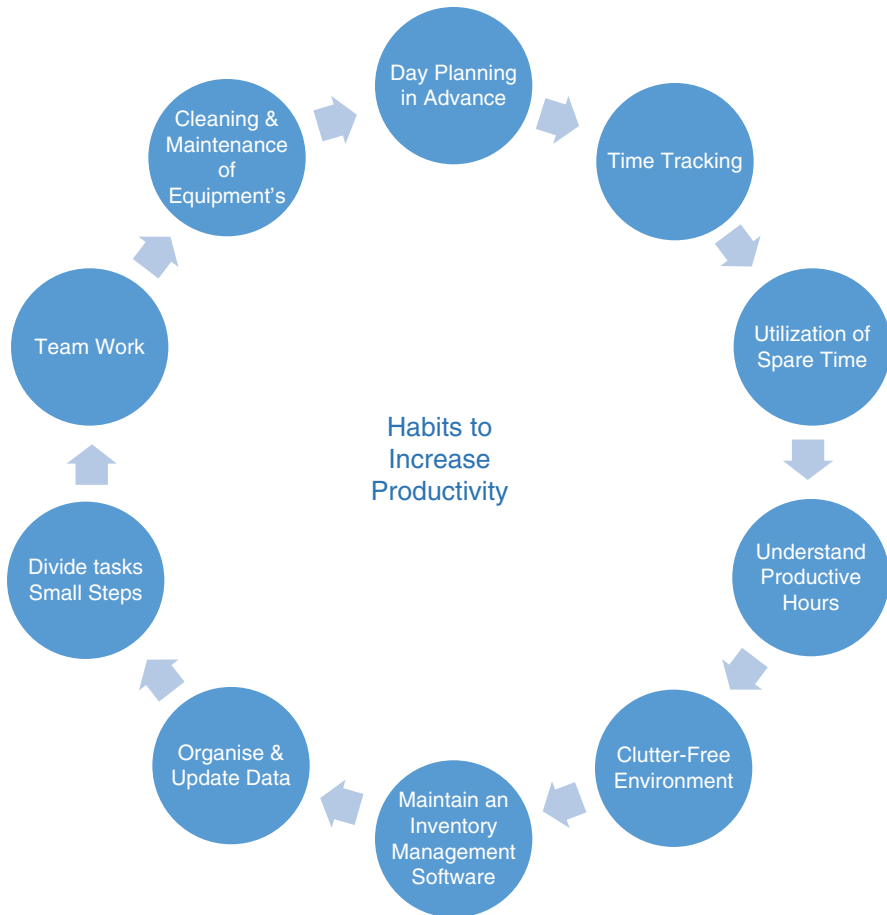 Day Planning
in Advance
Time Tracking
Utilization of
Spare Time
Understand
Productive
Hours
Clutter-Free
Environment
Maintain an
Inventory
Management
Software
Organise &
Update Data
Divide tasks
Small Steps
Team Work
Cleaning &
Maintenance
of
Equipment’s
Habits to
Increase
Productivity